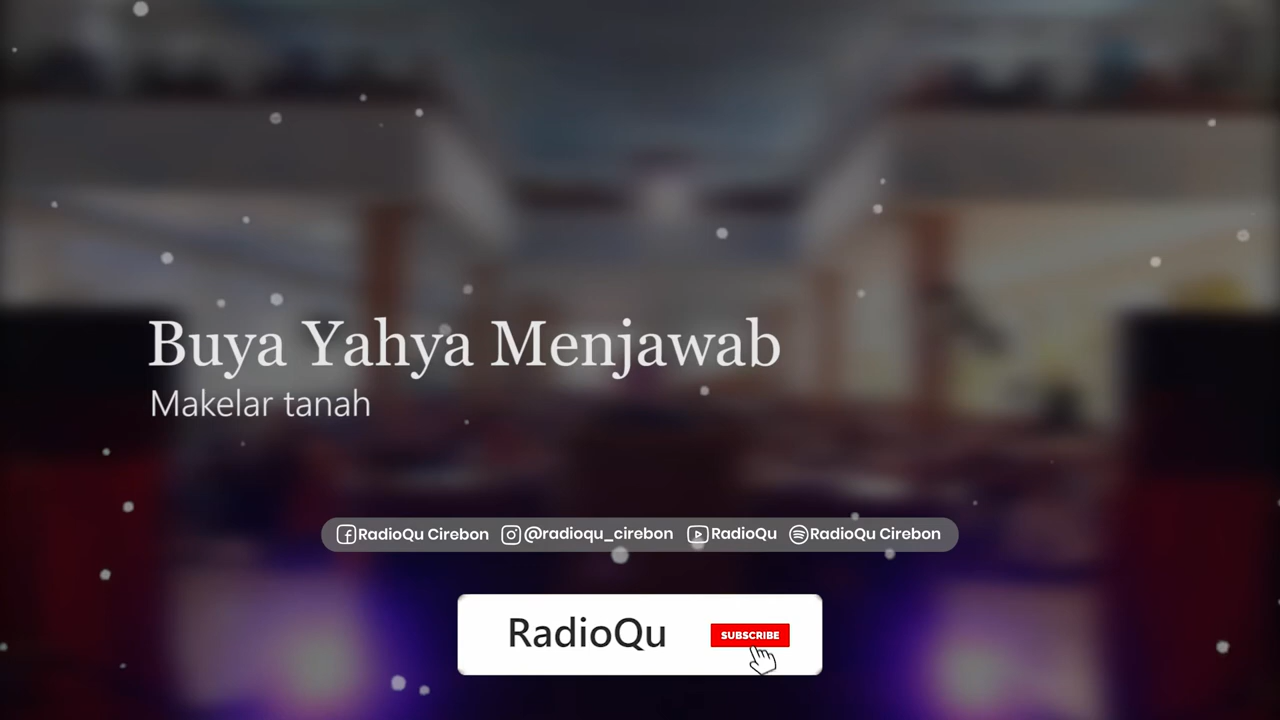 Buya Yahya Menjawab
Makelar tanah
RadioQu Cirebon @radioqu_cirebon RadioQu RadioQu Cirebon
RadioQu SUBSCRIBE